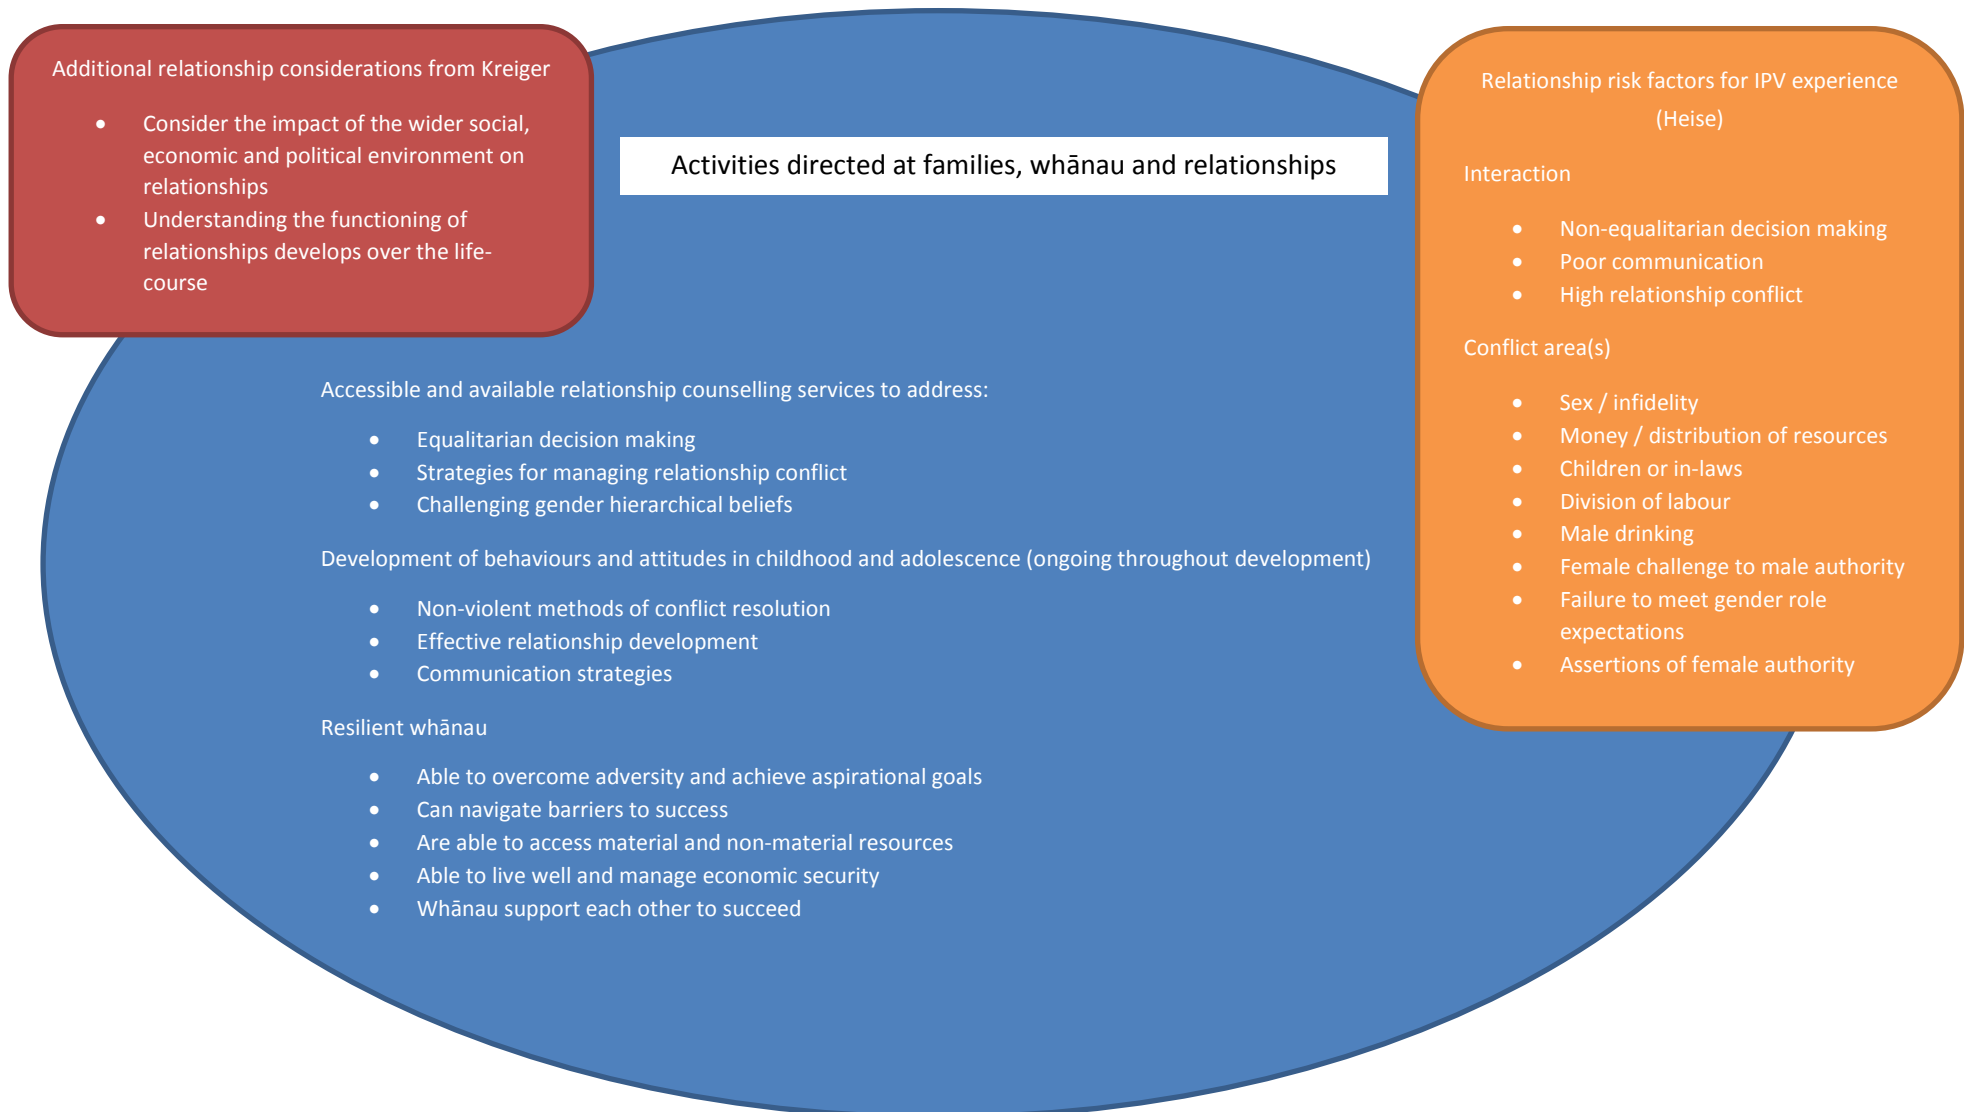 Additional relationship considerations from Kreiger
• Consider the impact of the wider social,
economic and political environment on
relationships
• Understanding the functioning of
relationships develops over the life-
course
Activities directed at families, whānau and relationships
Accessible and available relationship counselling services to address:
• Equalitarian decision making
• Strategies for managing relationship conflict
• Challenging gender hierarchical beliefs
Development of behaviours and attitudes in childhood and adolescence (ongoing throughout development)
• Non-violent methods of conflict resolution
• Effective relationship development
• Communication strategies
Resilient whānau
• Able to overcome adversity and achieve aspirational goals
• Can navigate barriers to success
• Are able to access material and non-material resources
• Able to live well and manage economic security
• Whānau support each other to succeed
Relationship risk factors for IPV experience
(Heise)
Interaction
• Non-equalitarian decision making
• Poor communication
• High relationship conflict
Conflict area(s)
• Sex / infidelity
• Money / distribution of resources
• Children or in-laws
• Division of labour
• Male drinking
• Female challenge to male authority
• Failure to meet gender role
expectations
• Assertions of female authority